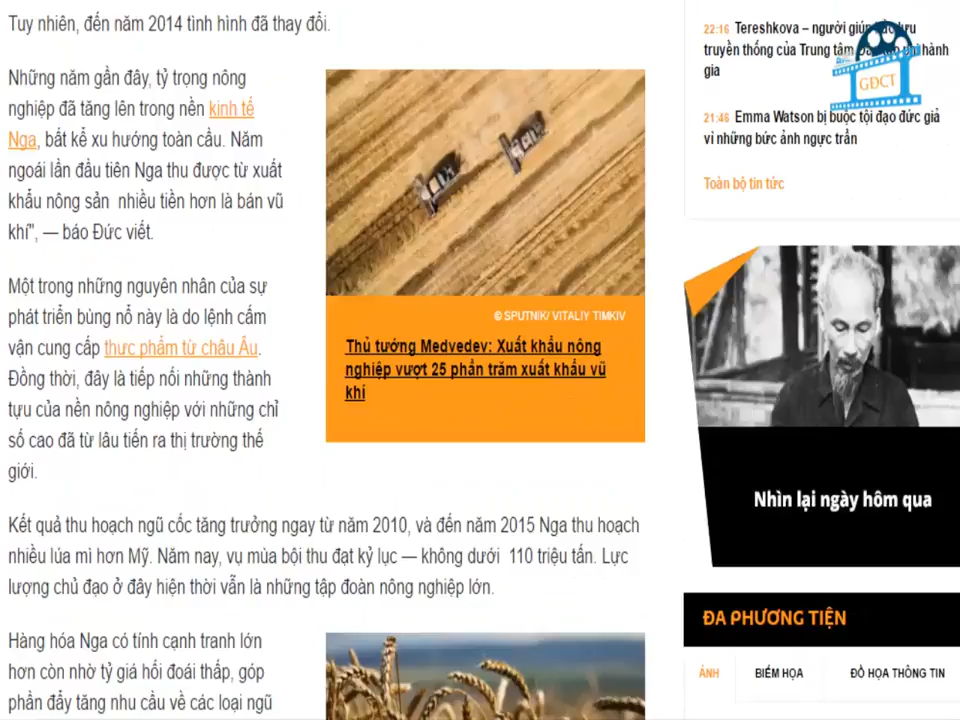 Tuy nhiên, đến năm 2014 tình hình đã thay đổi.
Những năm gần đây, tỷ trọng nông
nghiệp đã tăng lên trong nền kinh tế
Nga, bất kể xu hướng toàn cầu. Năm
ngoái lần đầu tiên Nga thu được từ xuất
khẩu nông sản nhiều tiền hơn là bán vũ
khí", — báo Đức viết.
Một trong những nguyên nhân của sự
phát triển bùng nổ này là do lệnh cấm
vận cung cấp thực phẩm từ châu Âu.
Đồng thời, đây là tiếp nối những thành
tựu của nền nông nghiệp với những chỉ
số cao đã từ lâu tiến ra thị trường thế
giới.
© SPUTNIK/ VITALIY TIMKIV
Thủ tướng Medvedev: Xuất khẩu nông
nghiệp vượt 25 phần trăm xuất khẩu vũ
khí
Kết quả thu hoạch ngũ cốc tăng trưởng ngay từ năm 2010, và đến năm 2015 Nga thu hoạch
nhiều lúa mì hơn Mỹ. Năm nay, vụ mùa bội thu đạt kỷ lục — không dưới 110 triệu tấn. Lực
lượng chủ đạo ở đây hiện thời vẫn là những tập đoàn nông nghiệp lớn.
Hàng hóa Nga có tính cạnh tranh lớn
hơn còn nhờ tỷ giá hối đoái thấp, góp
phần đẩy tăng nhu cầu về các loại ngũ
22:16 Tereshkova – người giúp lưu
truyền thống của Trung tâm hành
gia
GĐCT
21:46 Emma Watson bị buộc tội đạo đức giả
vì những bức ảnh ngực trần
Toàn bộ tin tức
Nhìn lại ngày hôm qua
ĐA PHƯƠNG TIỆN
ẢNH BIẾM HỌA ĐỒ HỌA THÔNG TIN